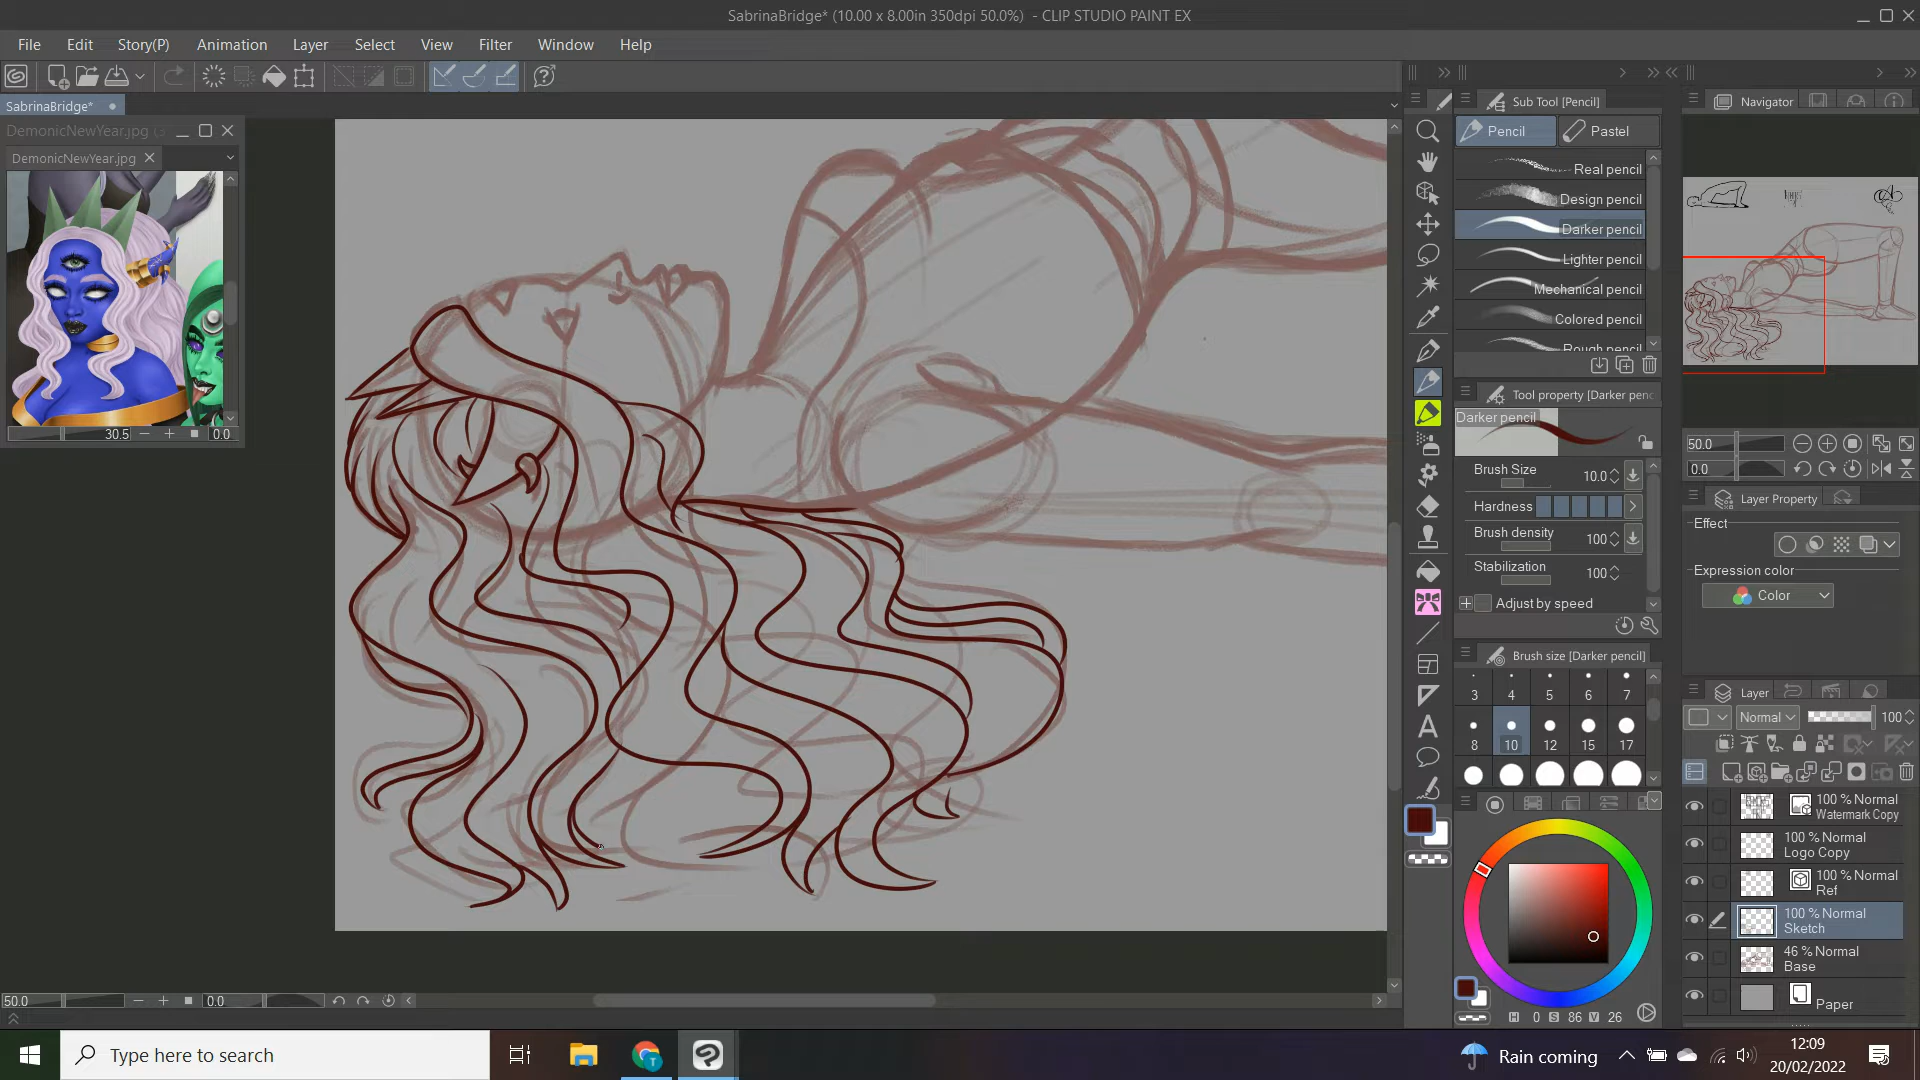 SabrinaBridge* (10.00 x 8.00in 350dpi 50.0%) - CLIP STUDIO PAINT EX
File Edit Story(P) Animation Layer Select View Filter Window Help
SabrinaBridge*
DemonicNewYear.jpg (3
DemonicNewYear.jpg
30.5 0.0
Sub Tool [Pencil]
Pencil Pastel
Real pencil
Design pencil
Darker pencil
Lighter pencil
Mechanical pencil
Colored pencil
Rough pencil
Tool property [Darker penc
Darker pencil
Brush Size 10.0
Hardness
Brush density 100
Stabilization 100
Adjust by speed
Brush size [Darker pencil]
3 4 5 6 7
8 10 12 15 17
H 0 S 86 V 26
Navigator
50.0
0.0
Layer Property
Effect
Expression color
Color
Layer
Normal 100
100 % Normal
Watermark Copy
100 % Normal
Logo Copy
100 % Normal
Ref
100 % Normal
Sketch
46 % Normal
Base
Paper
50.0 0.0
Type here to search
Rain coming
12:09
20/02/2022